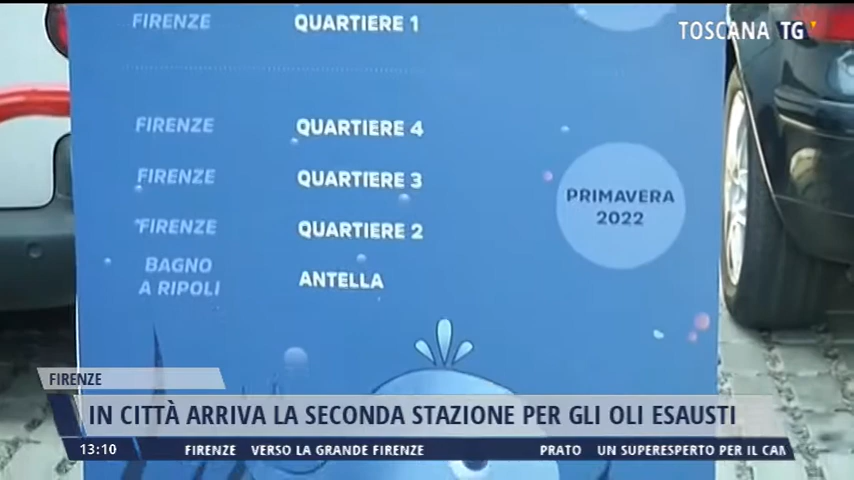 FIRENZE QUARTIERE 1
TOSCANA TG
FIRENZE QUARTIERE 4
FIRENZE QUARTIERE 3
FIRENZE QUARTIERE 2
BAGNO
A RIPOLI
ANTELLA
PRIMAVERA
2022
FIRENZE
IN CITTÀ ARRIVA LA SECONDA STAZIONE PER GLI OLI ESAUSTI
13:10 FIRENZE VERSO LA GRANDE FIRENZE PRATO UN SUPERESPERTO PER IL